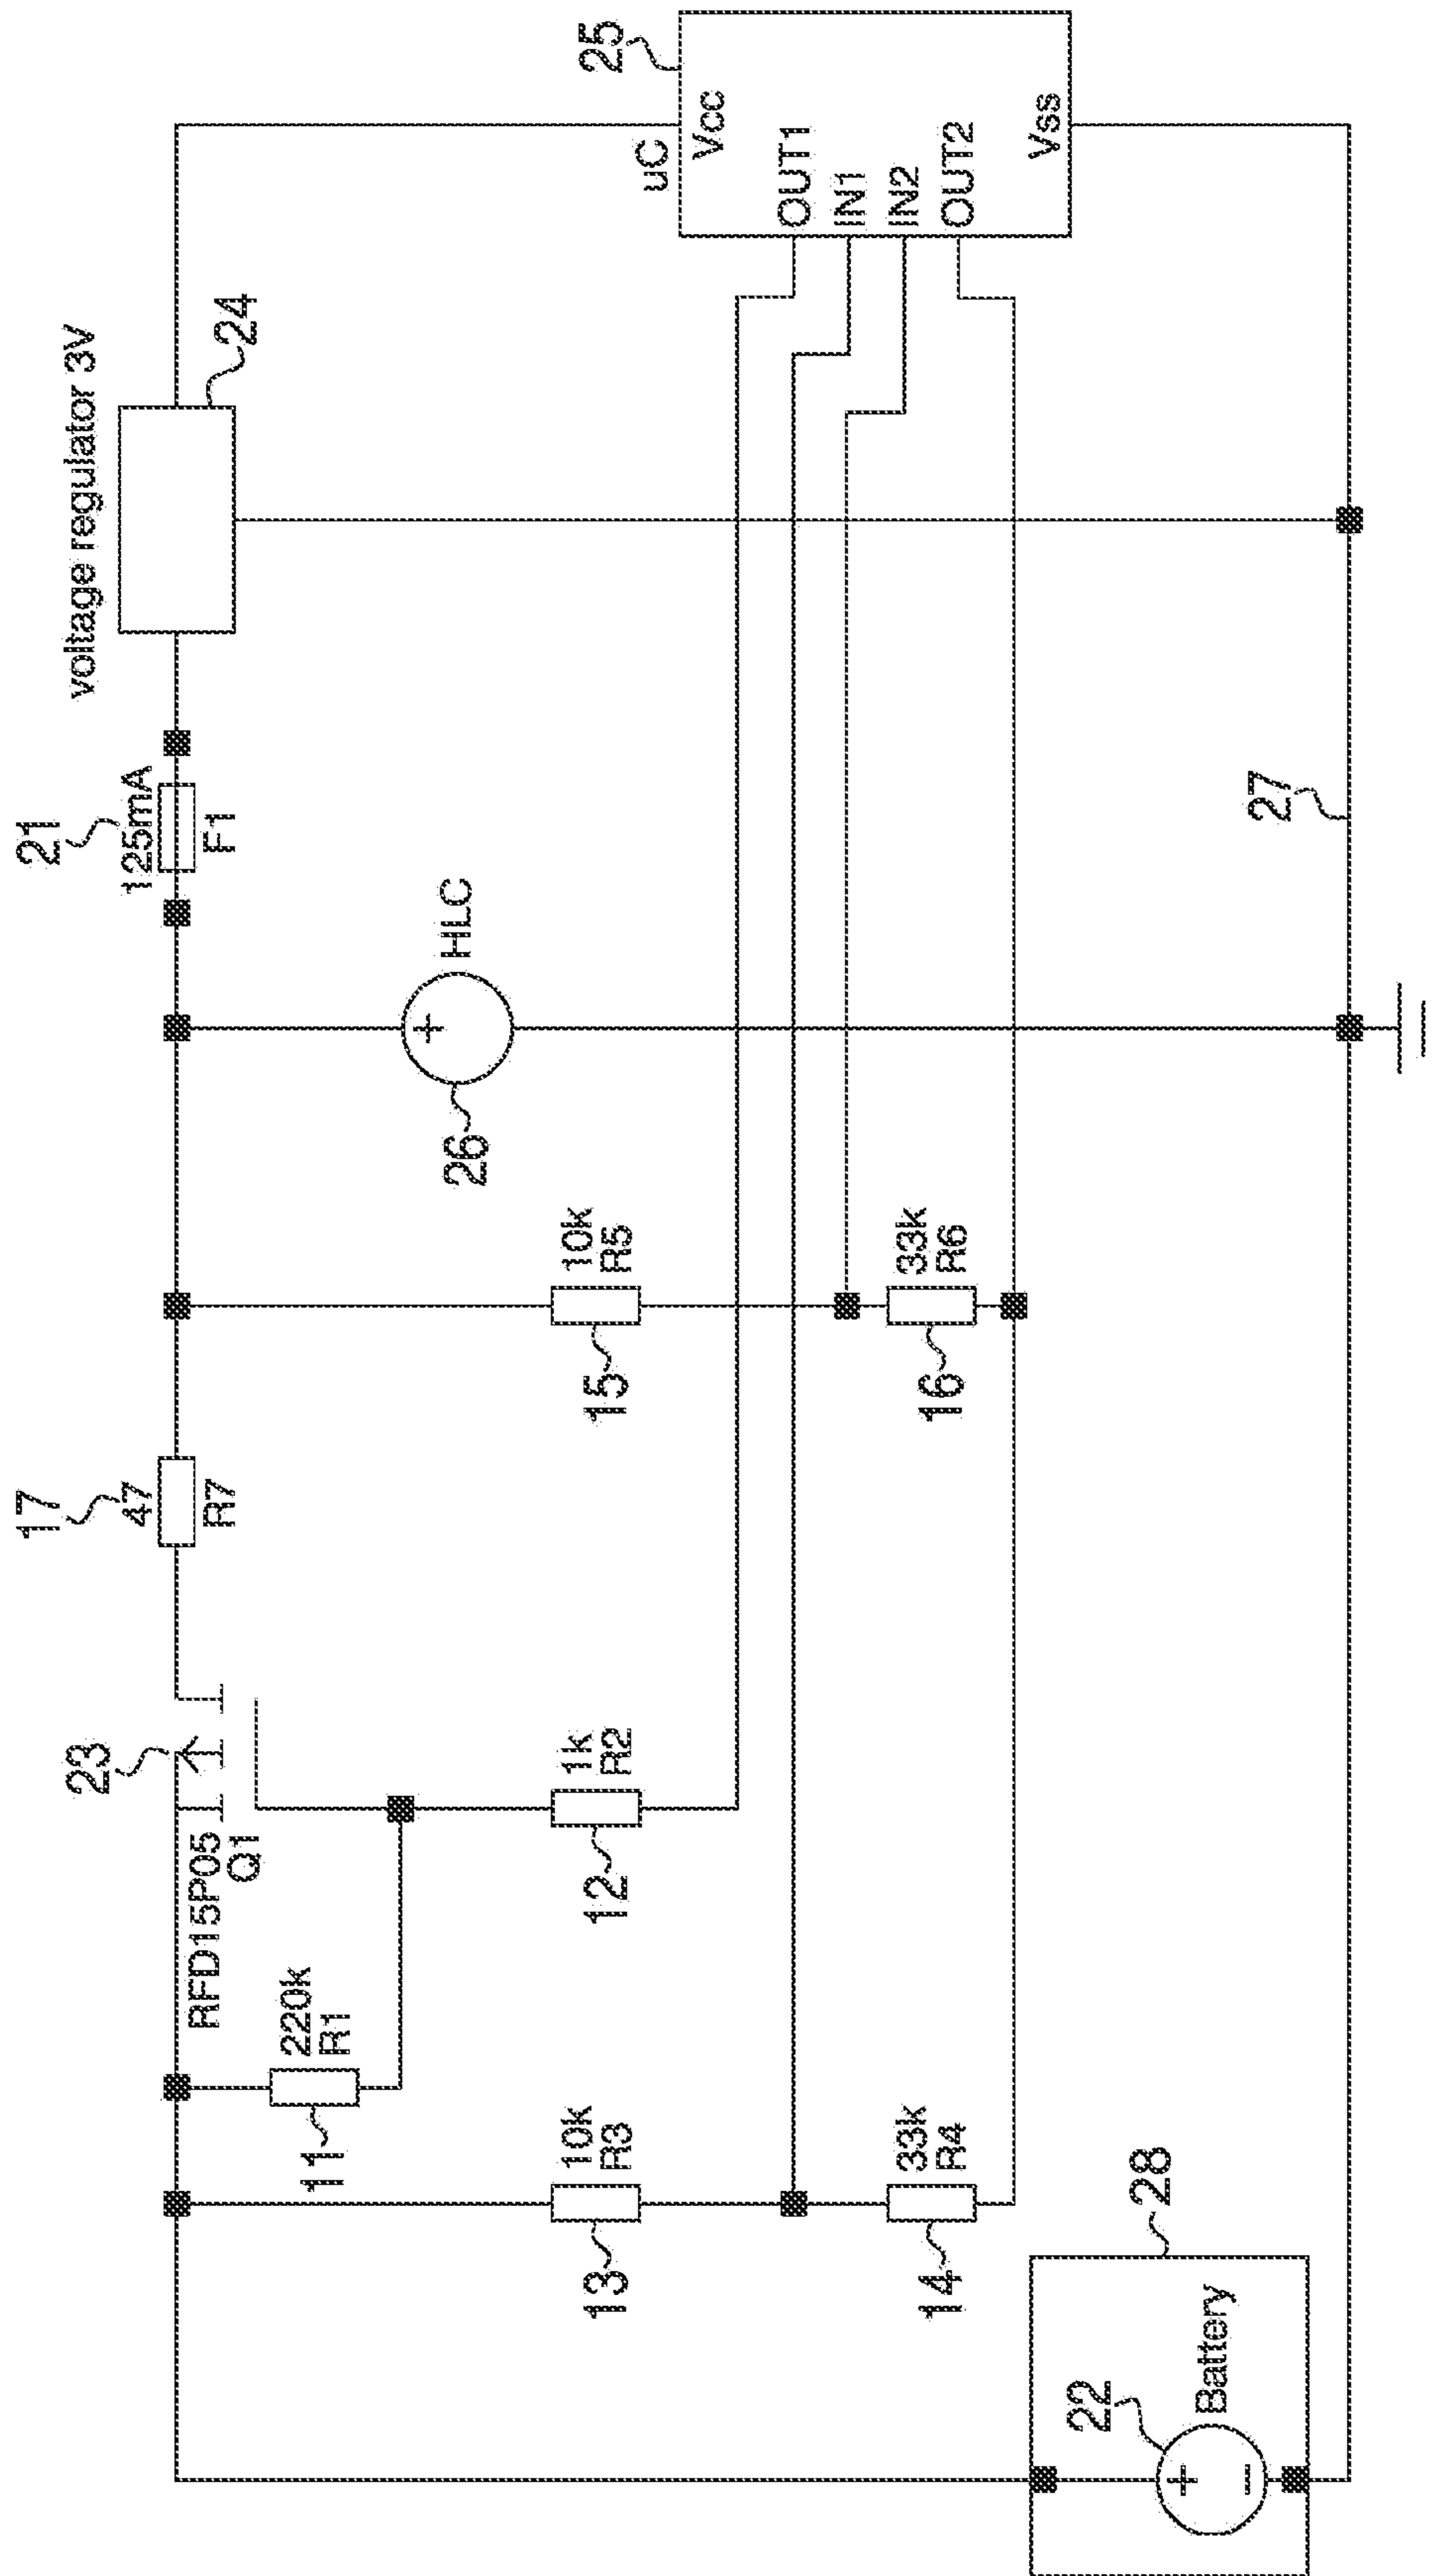 21
125mA
F1
voltage regulator 3V
24
25
uC
Vcc
OUT1
IN1
IN2
OUT2
Vss
17
47
R7
HLC
+
26
23
RFD15P05
Q1
220k
R1
11
1k
R2
12
10k
R5
15
33k
R6
16
10k
R3
13
33k
R4
14
27
28
22
+
−
Battery